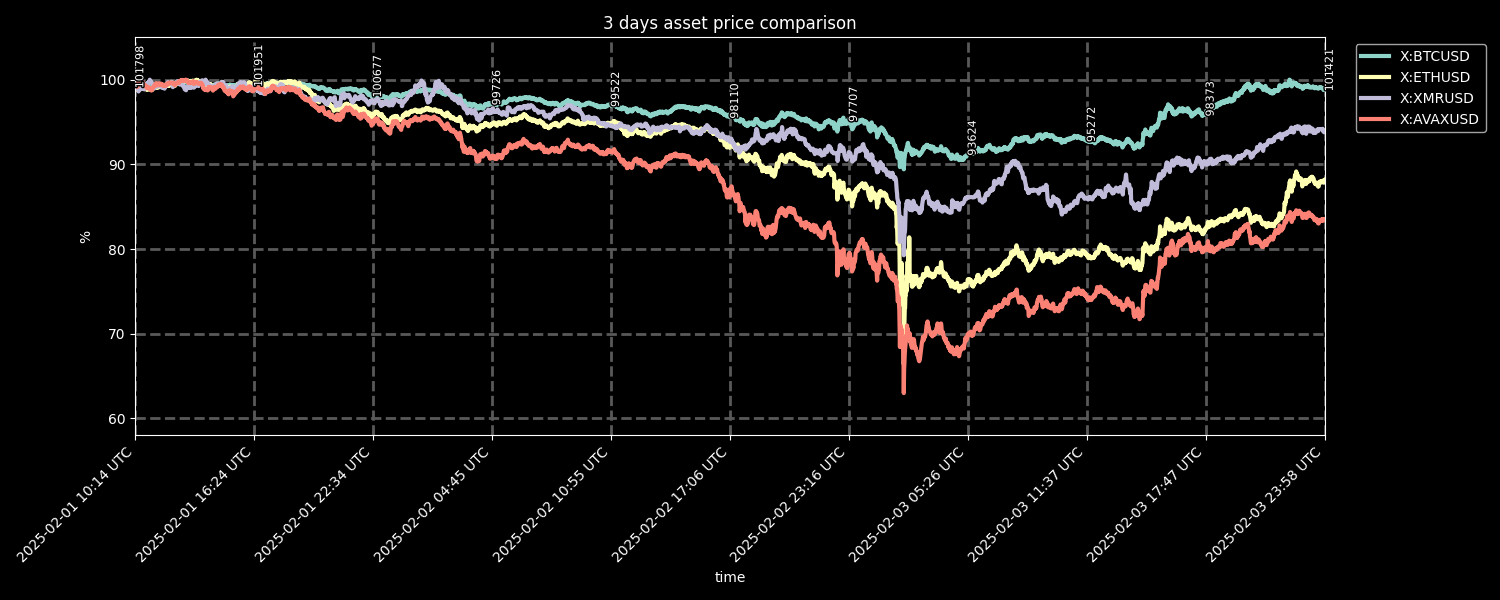 3 days asset price comparison
X:BTCUSD
X:ETHUSD
X:XMRUSD
X:AVAXUSD
100
90
80
70
60
%
101798
101951
100677
99726
99522
98110
97707
93624
95272
98373
101421
2025-02-01 10:14 UTC
2025-02-01 16:24 UTC
2025-02-01 22:34 UTC
2025-02-02 04:45 UTC
2025-02-02 10:55 UTC
2025-02-02 17:06 UTC
2025-02-02 23:16 UTC
2025-02-03 05:26 UTC
2025-02-03 11:37 UTC
2025-02-03 17:47 UTC
2025-02-03 23:58 UTC
time